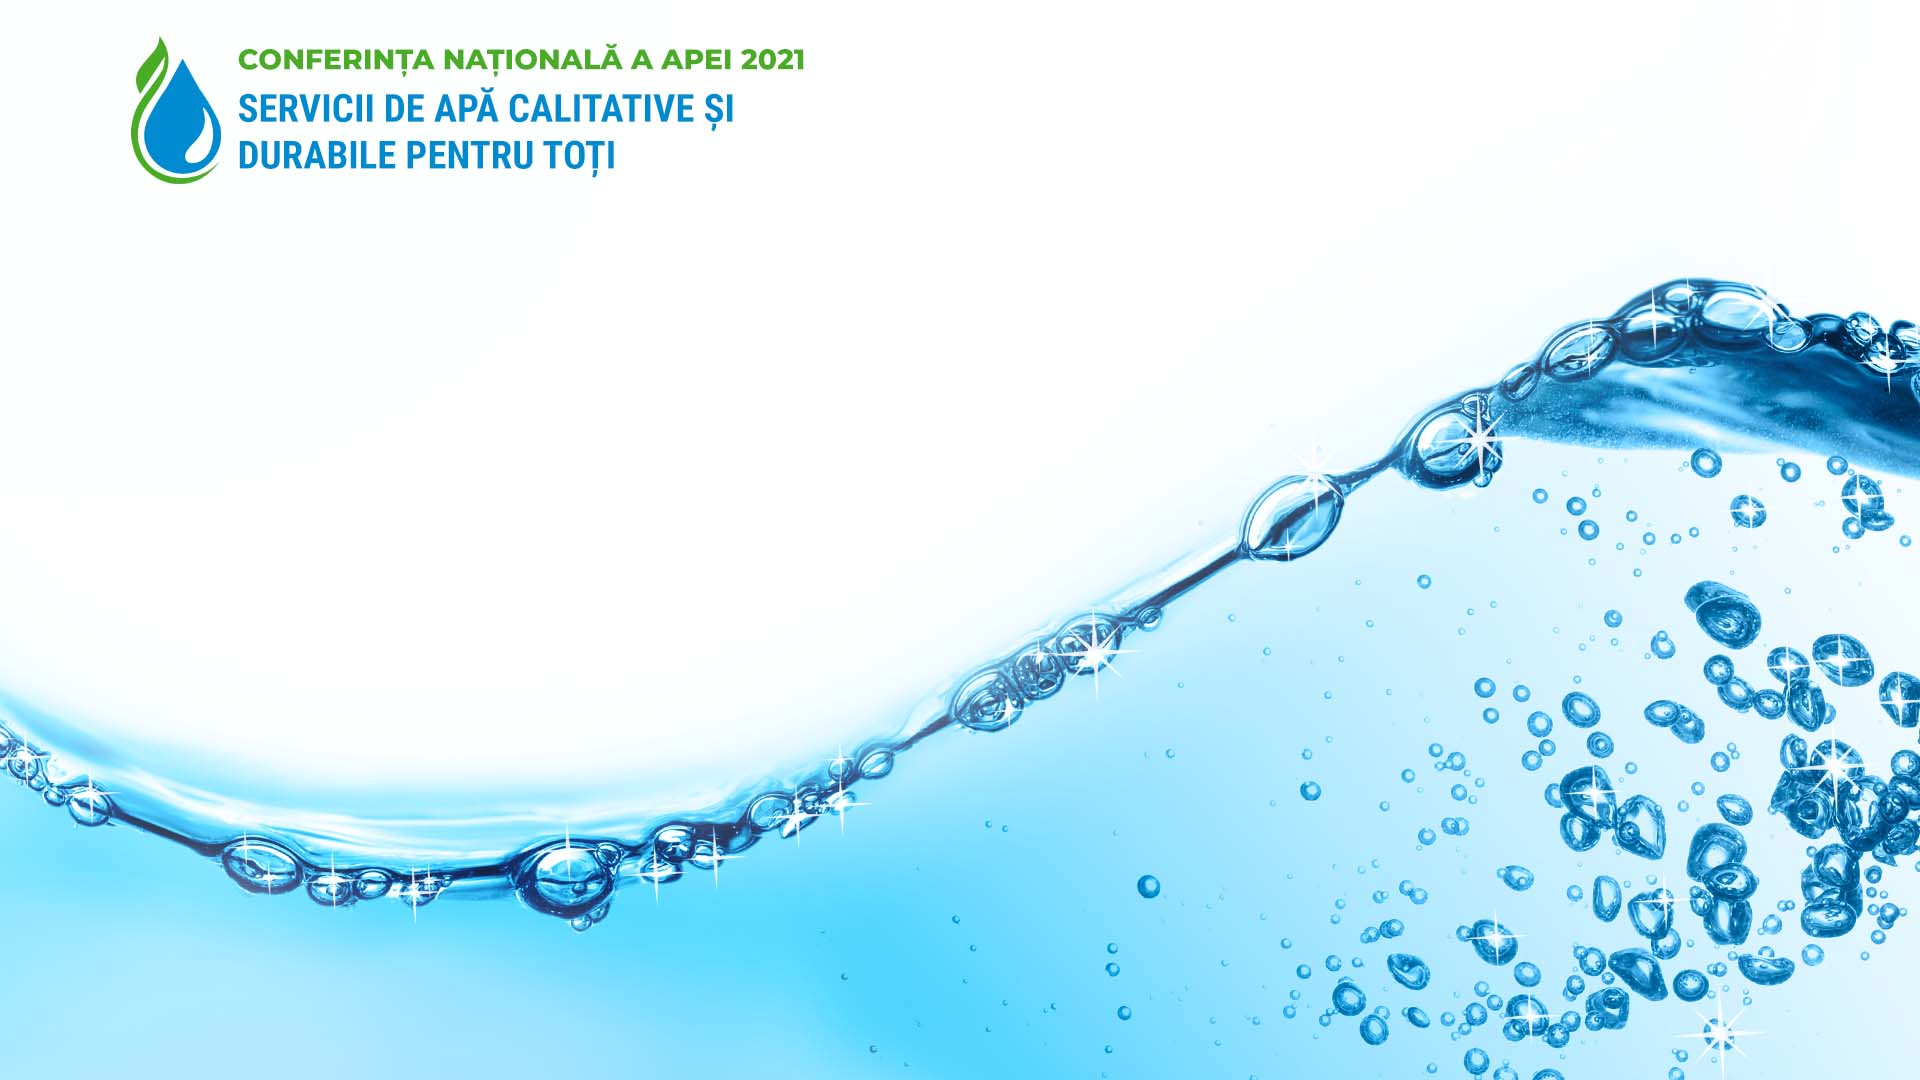 CONFERINȚA NAȚIONALĂ A APEI 2021
SERVICII DE APĂ CALITATIVE ȘI
DURABILE PENTRU TOȚI